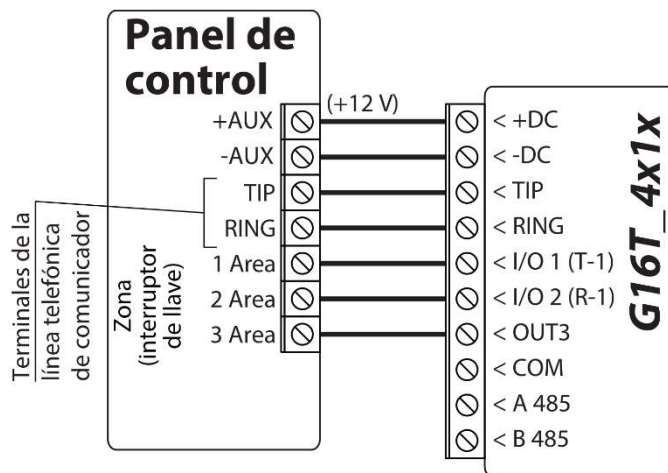 Panel de
control
(+12 V)
+AUX
-AUX
TIP
RING
1 Area
2 Area
3 Area
Terminales de la
línea telefónica
de comunicador
Zona
(interruptor
de llave)
< +DC
< -DC
< TIP
< RING
< I/O 1 (T-1)
< I/O 2 (R-1)
< OUT3
< COM
< A 485
< B 485
G16T_4x1x